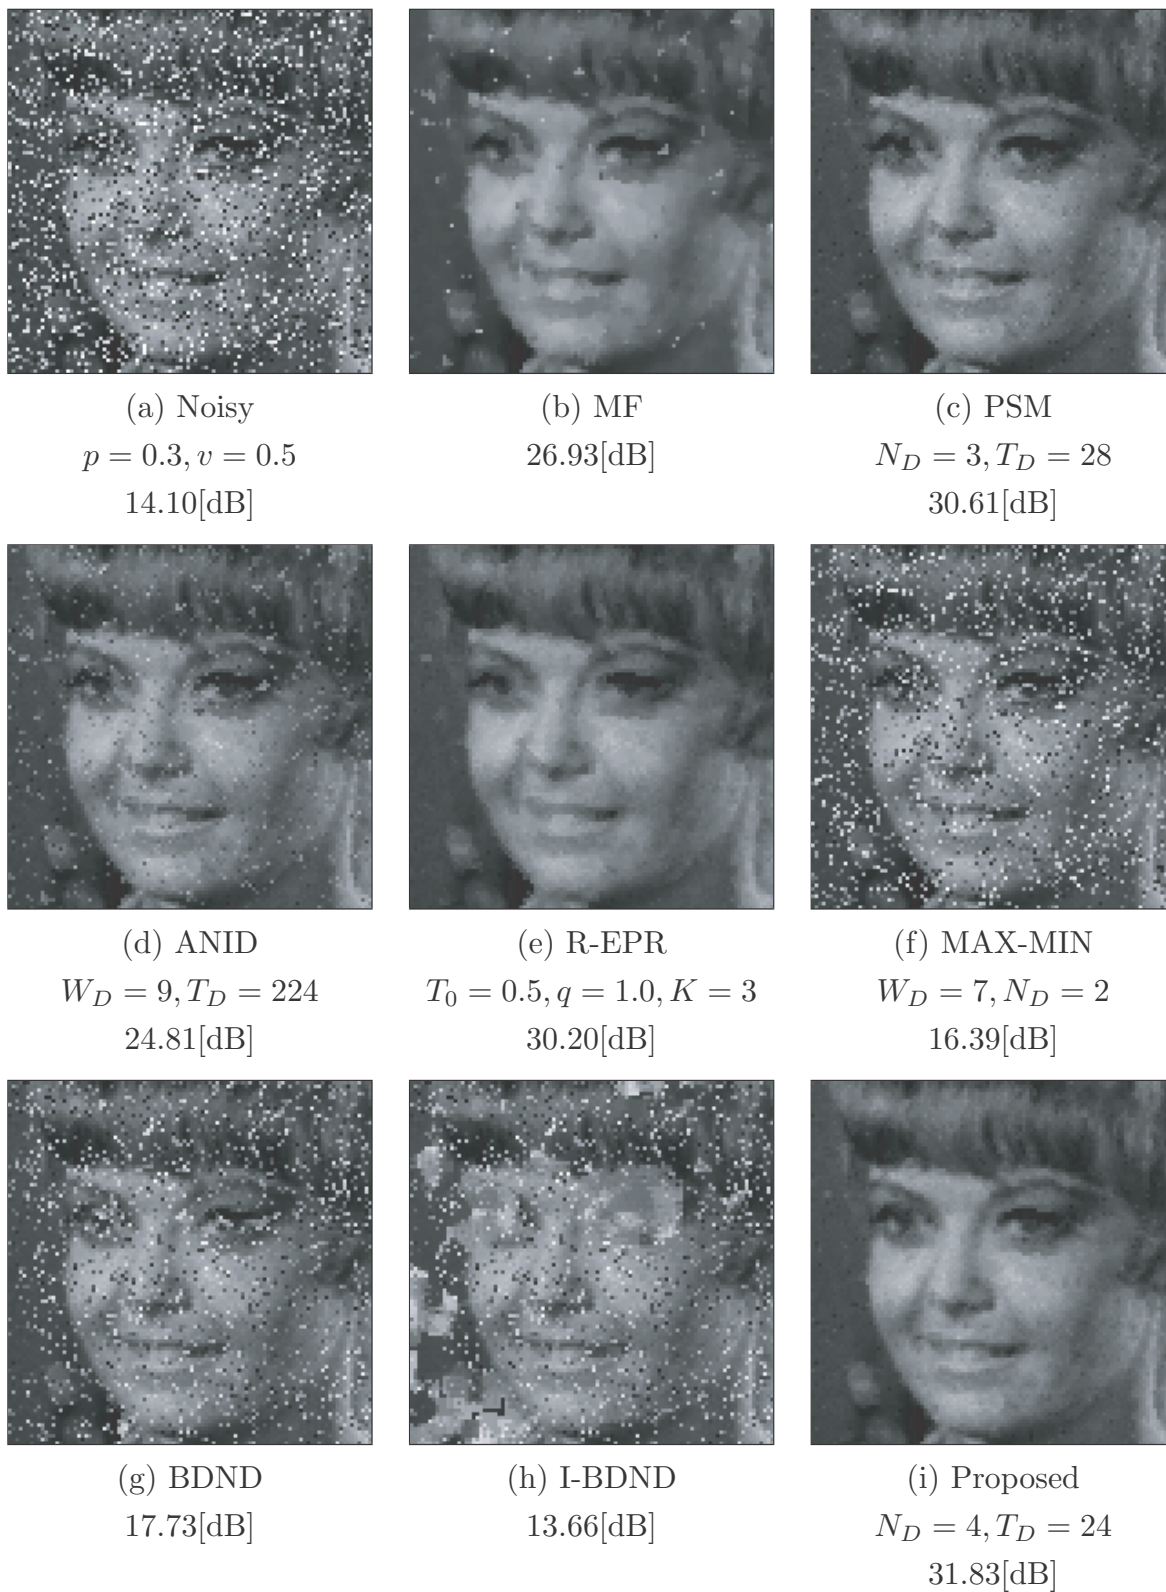 (a) Noisy
p = 0.3, v = 0.5
14.10[dB]
(b) MF
26.93[dB]
(c) PSM
N_D = 3, T_D = 28
30.61[dB]
(d) ANID
W_D = 9, T_D = 224
24.81[dB]
(e) R-EPR
T_0 = 0.5, q = 1.0, K = 3
30.20[dB]
(f) MAX-MIN
W_D = 7, N_D = 2
16.39[dB]
(g) BDND
17.73[dB]
(h) I-BDND
13.66[dB]
(i) Proposed
N_D = 4, T_D = 24
31.83[dB]